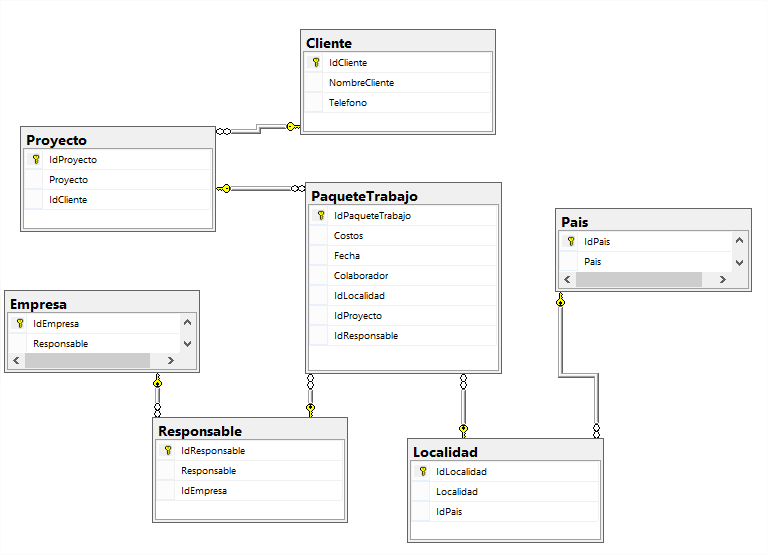 Cliente
IdCliente
NombreCliente
Telefono
Proyecto
IdProyecto
Proyecto
IdCliente
PaqueteTrabajo
IdPaqueteTrabajo
Costos
Fecha
Colaborador
IdLocalidad
IdProyecto
IdResponsable
Pais
IdPais
Pais
Empresa
IdEmpresa
Responsable
Responsable
IdResponsable
Responsable
IdEmpresa
Localidad
IdLocalidad
Localidad
IdPais